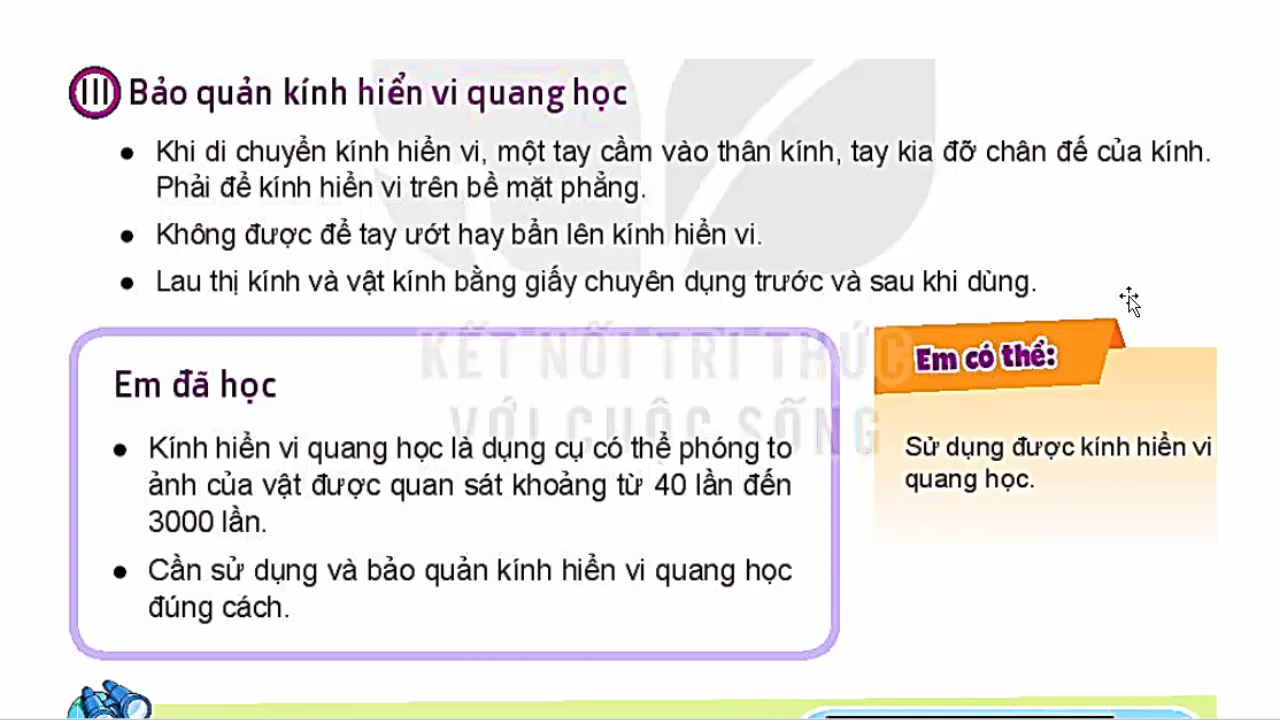 III Bảo quản kính hiển vi quang học
● Khi di chuyển kính hiển vi, một tay cầm vào thân kính, tay kia đỡ chân đế của kính.
Phải để kính hiển vi trên bề mặt phẳng.
● Không được để tay ướt hay bẩn lên kính hiển vi.
● Lau thị kính và vật kính bằng giấy chuyên dụng trước và sau khi dùng.
KẾT NỐI TRI THỨC
VỚI CUỘC SỐNG
Em đã học
● Kính hiển vi quang học là dụng cụ có thể phóng to
ảnh của vật được quan sát khoảng từ 40 lần đến
3000 lần.
● Cần sử dụng và bảo quản kính hiển vi quang học
đúng cách.
Em có thể:
Sử dụng được kính hiển vi
quang học.